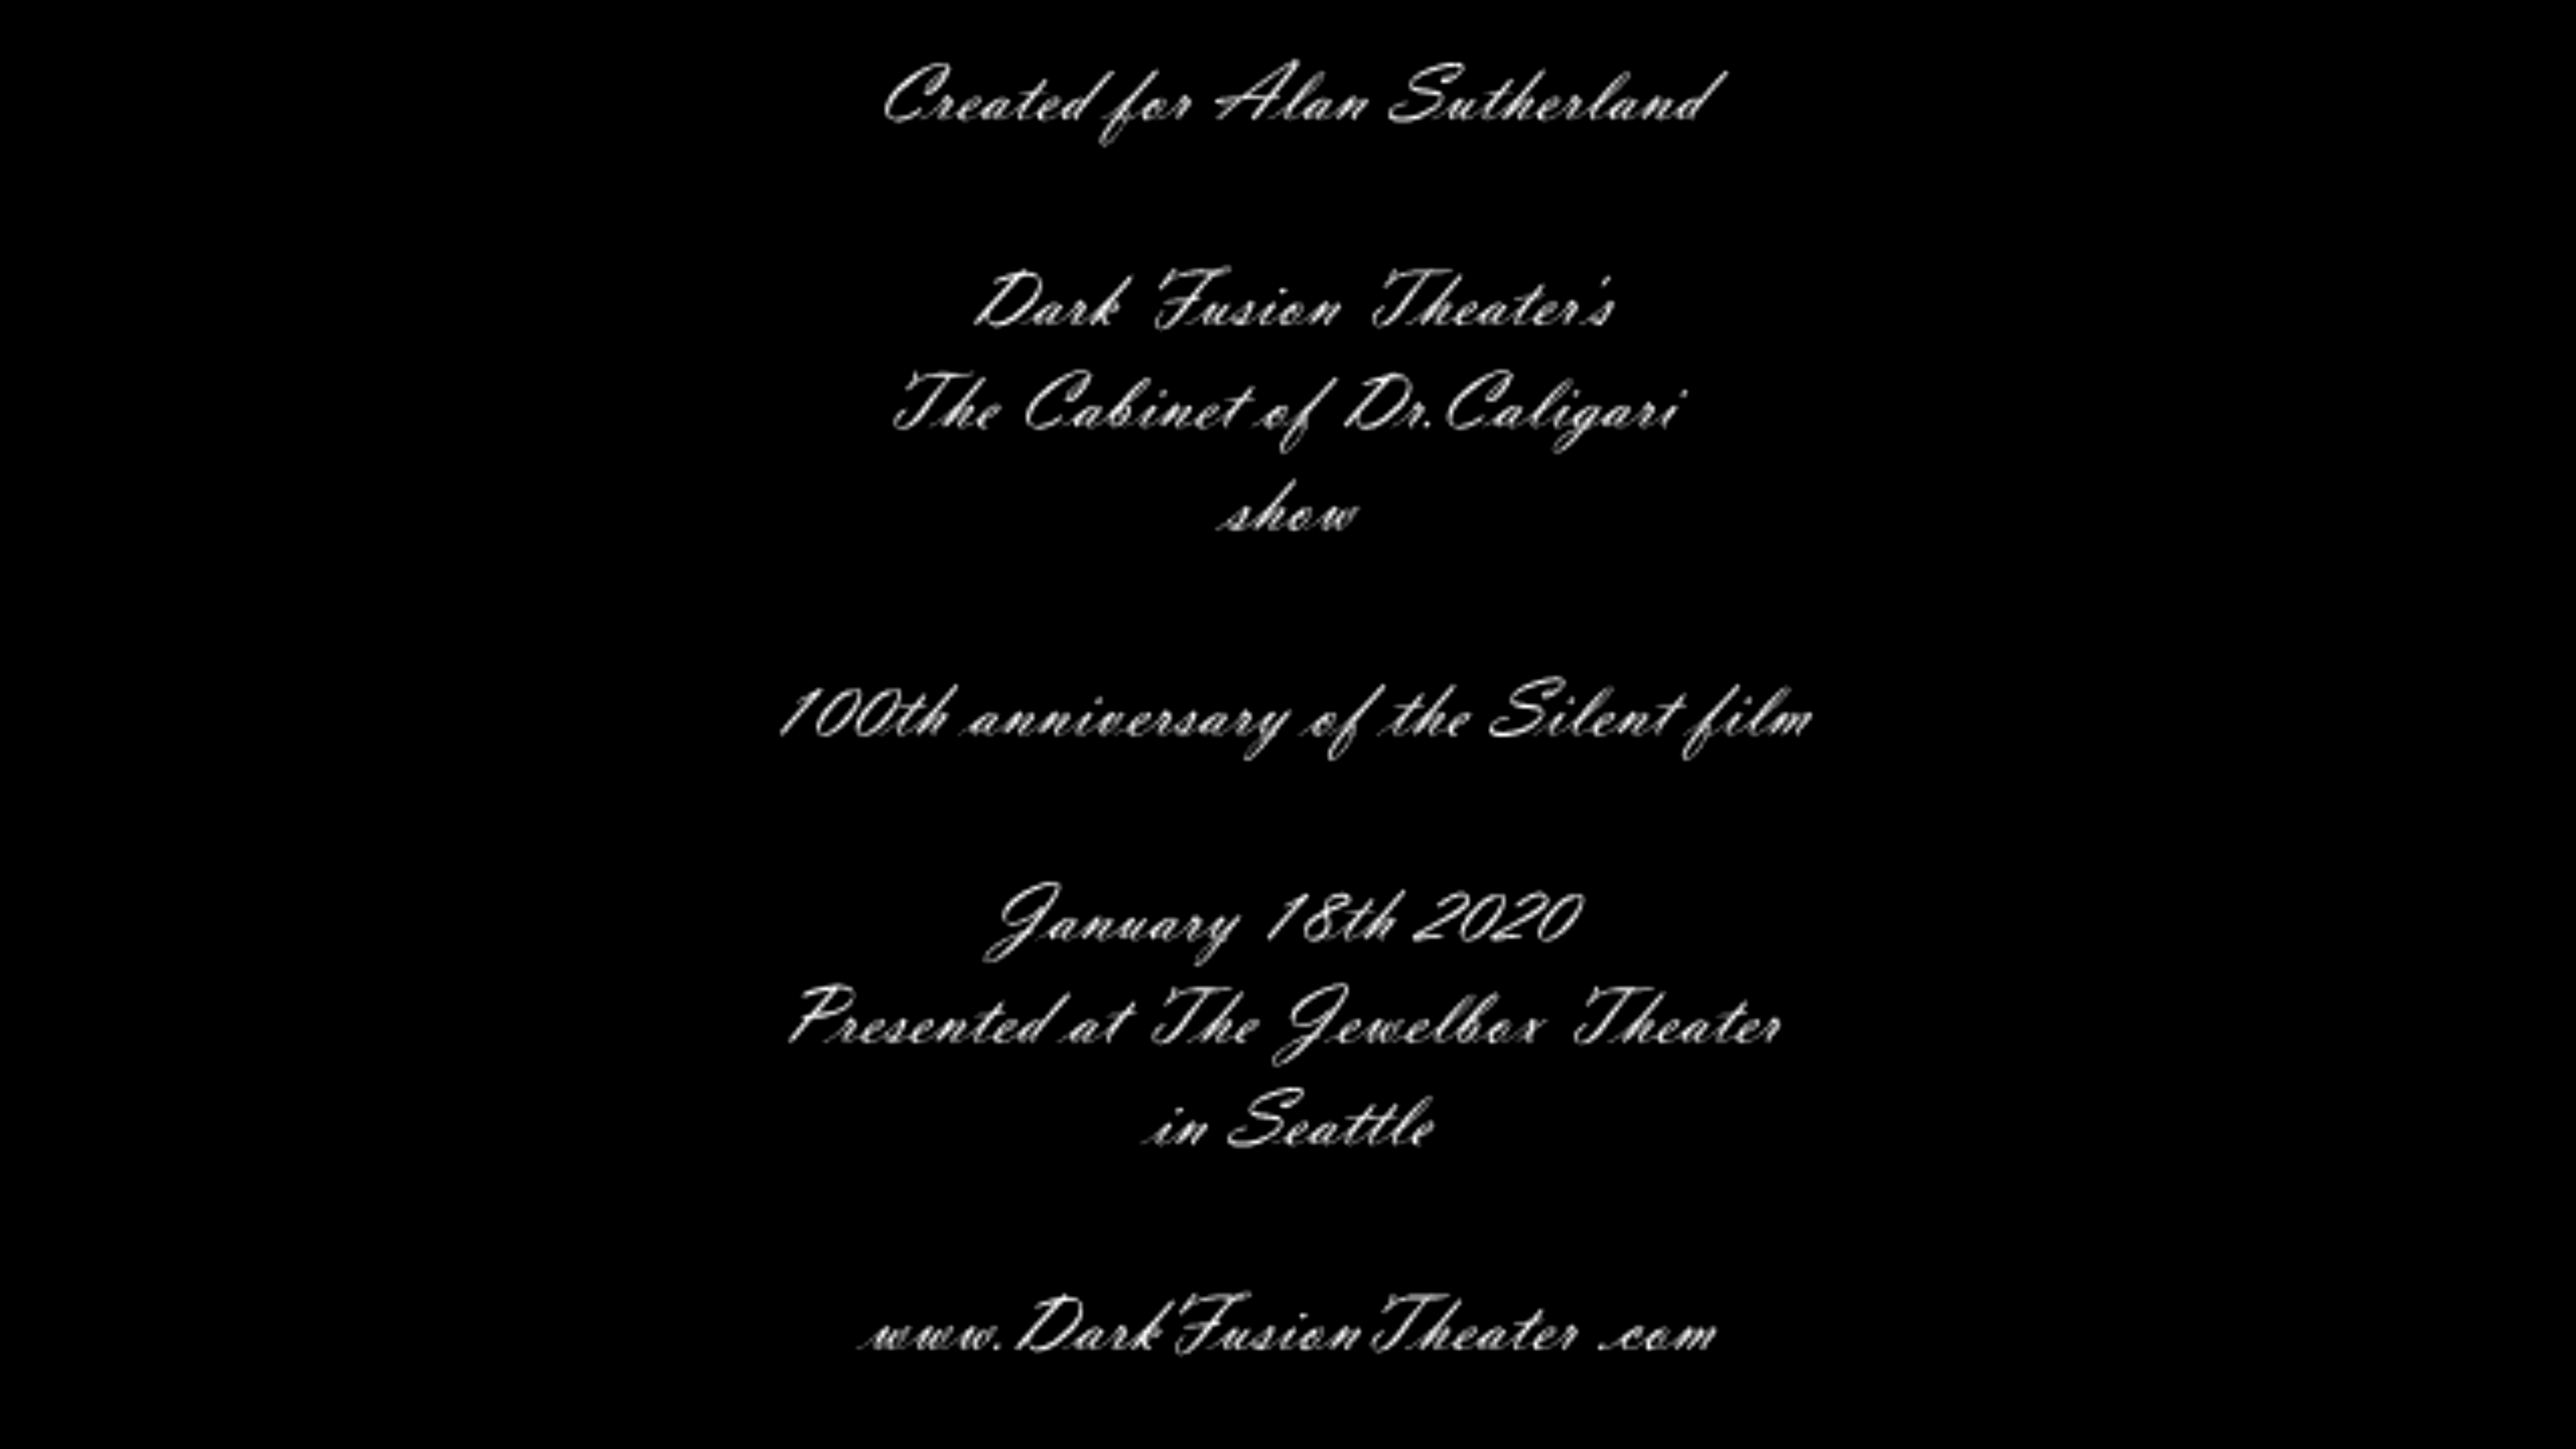 Created for Alan Sutherland
Dark Fusion Theater's
The Cabinet of Dr. Caligari
show
100th anniversary of the Silent film
January 18th 2020
Presented at The Jewelbox Theater
in Seattle
www.DarkFusionTheater.com